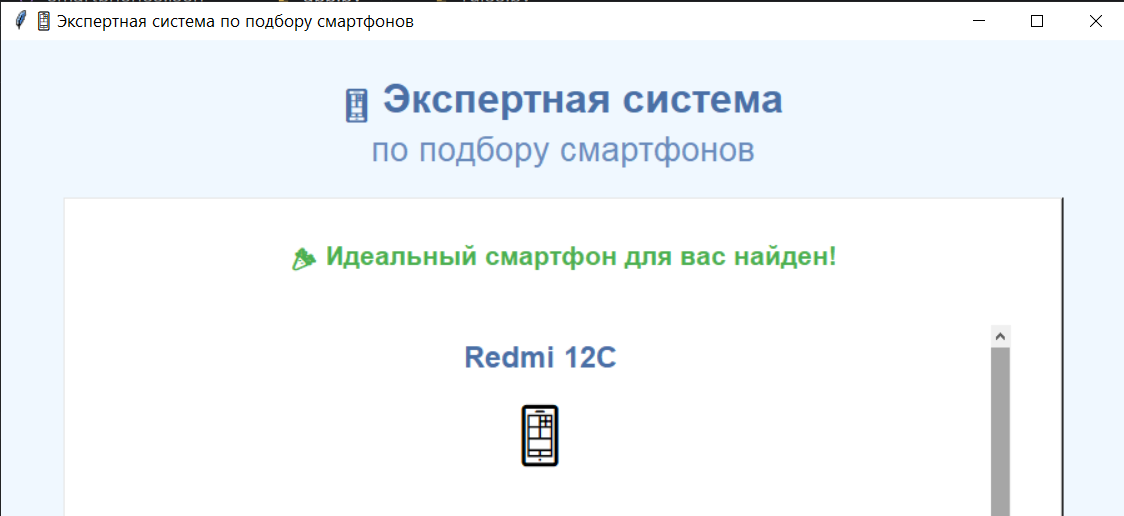 Экспертная система по подбору смартфонов
Экспертная система
по подбору смартфонов
Идеальный смартфон для вас найден!
Redmi 12C